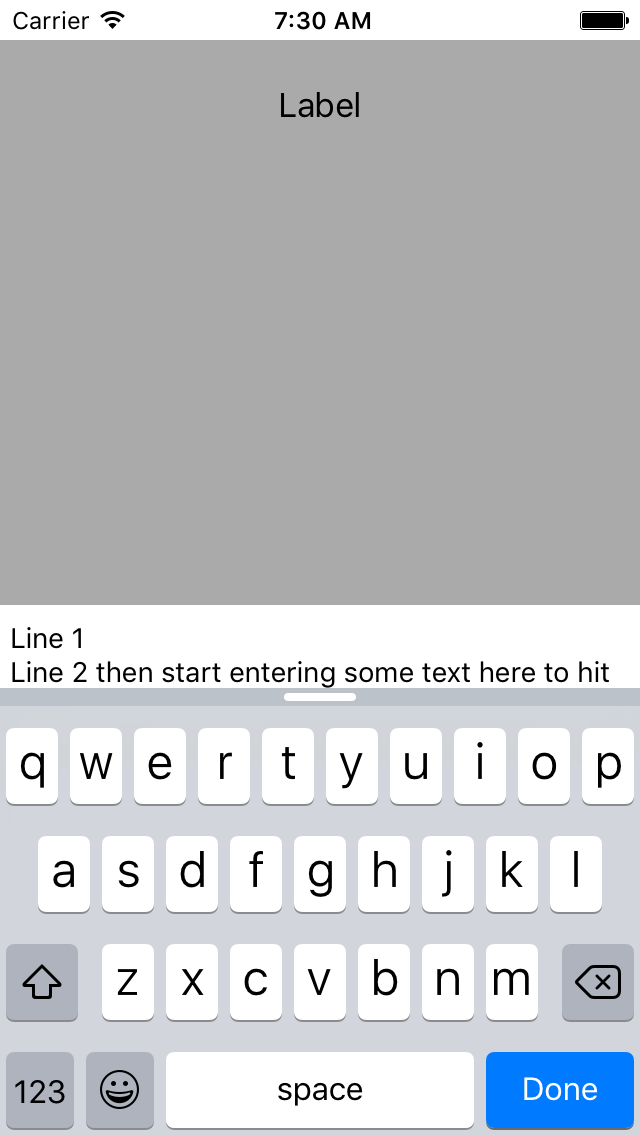 Carrier 7:30 AM
Label
Line 1
Line 2 then start entering some text here to hit
q w e r t y u i o p
a s d f g h j k l
z x c v b n m
123 space Done